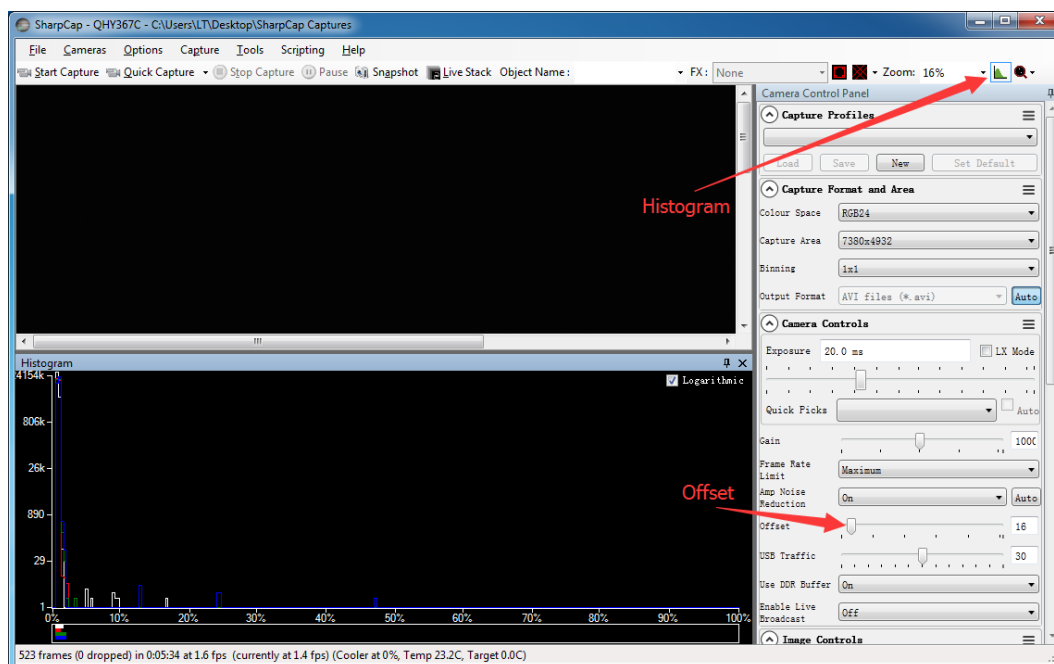 SharpCap - QHY367C - C:\Users\LT\Desktop\SharpCap Captures
File Cameras Options Capture Tools Scripting Help
Start Capture Quick Capture Stop Capture Pause Snapshot Live Stack Object Name : FX : None Zoom: 16%
Camera Control Panel
Capture Profiles
Load Save New Set Default
Histogram
Capture Format and Area
Colour Space RGB24
Capture Area 7380x4932
Binning 1x1
Output Format AVI files (*.avi) Auto
Camera Controls
Exposure 20.0 ms LX Mode
Quick Picks Auto
Gain 1000
Frame Rate Limit Maximum
Amp Noise Reduction On Auto
Offset
Offset 16
USB Traffic 30
Use DDR Buffer On
Enable Live Broadcast Off
Image Controls
Histogram
Logarithmic
4154k
806k
26k
890
29
1
0% 10% 20% 30% 40% 50% 60% 70% 80% 90% 100%
523 frames (0 dropped) in 0:05:34 at 1.6 fps (currently at 1.4 fps) (Cooler at 0%, Temp 23.2C, Target 0.0C)